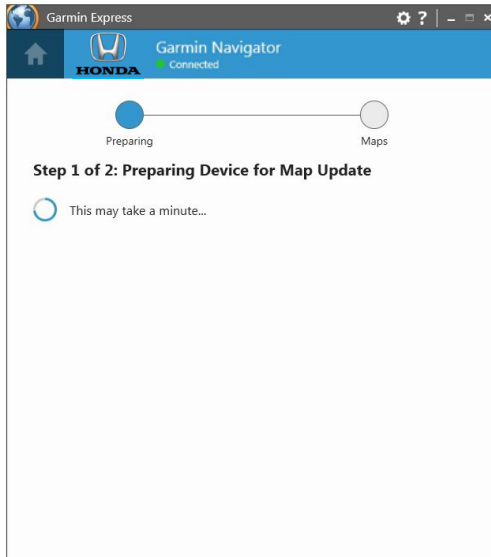 Garmin Express
Garmin Navigator
Connected
HONDA
Preparing
Maps
Step 1 of 2: Preparing Device for Map Update
This may take a minute...